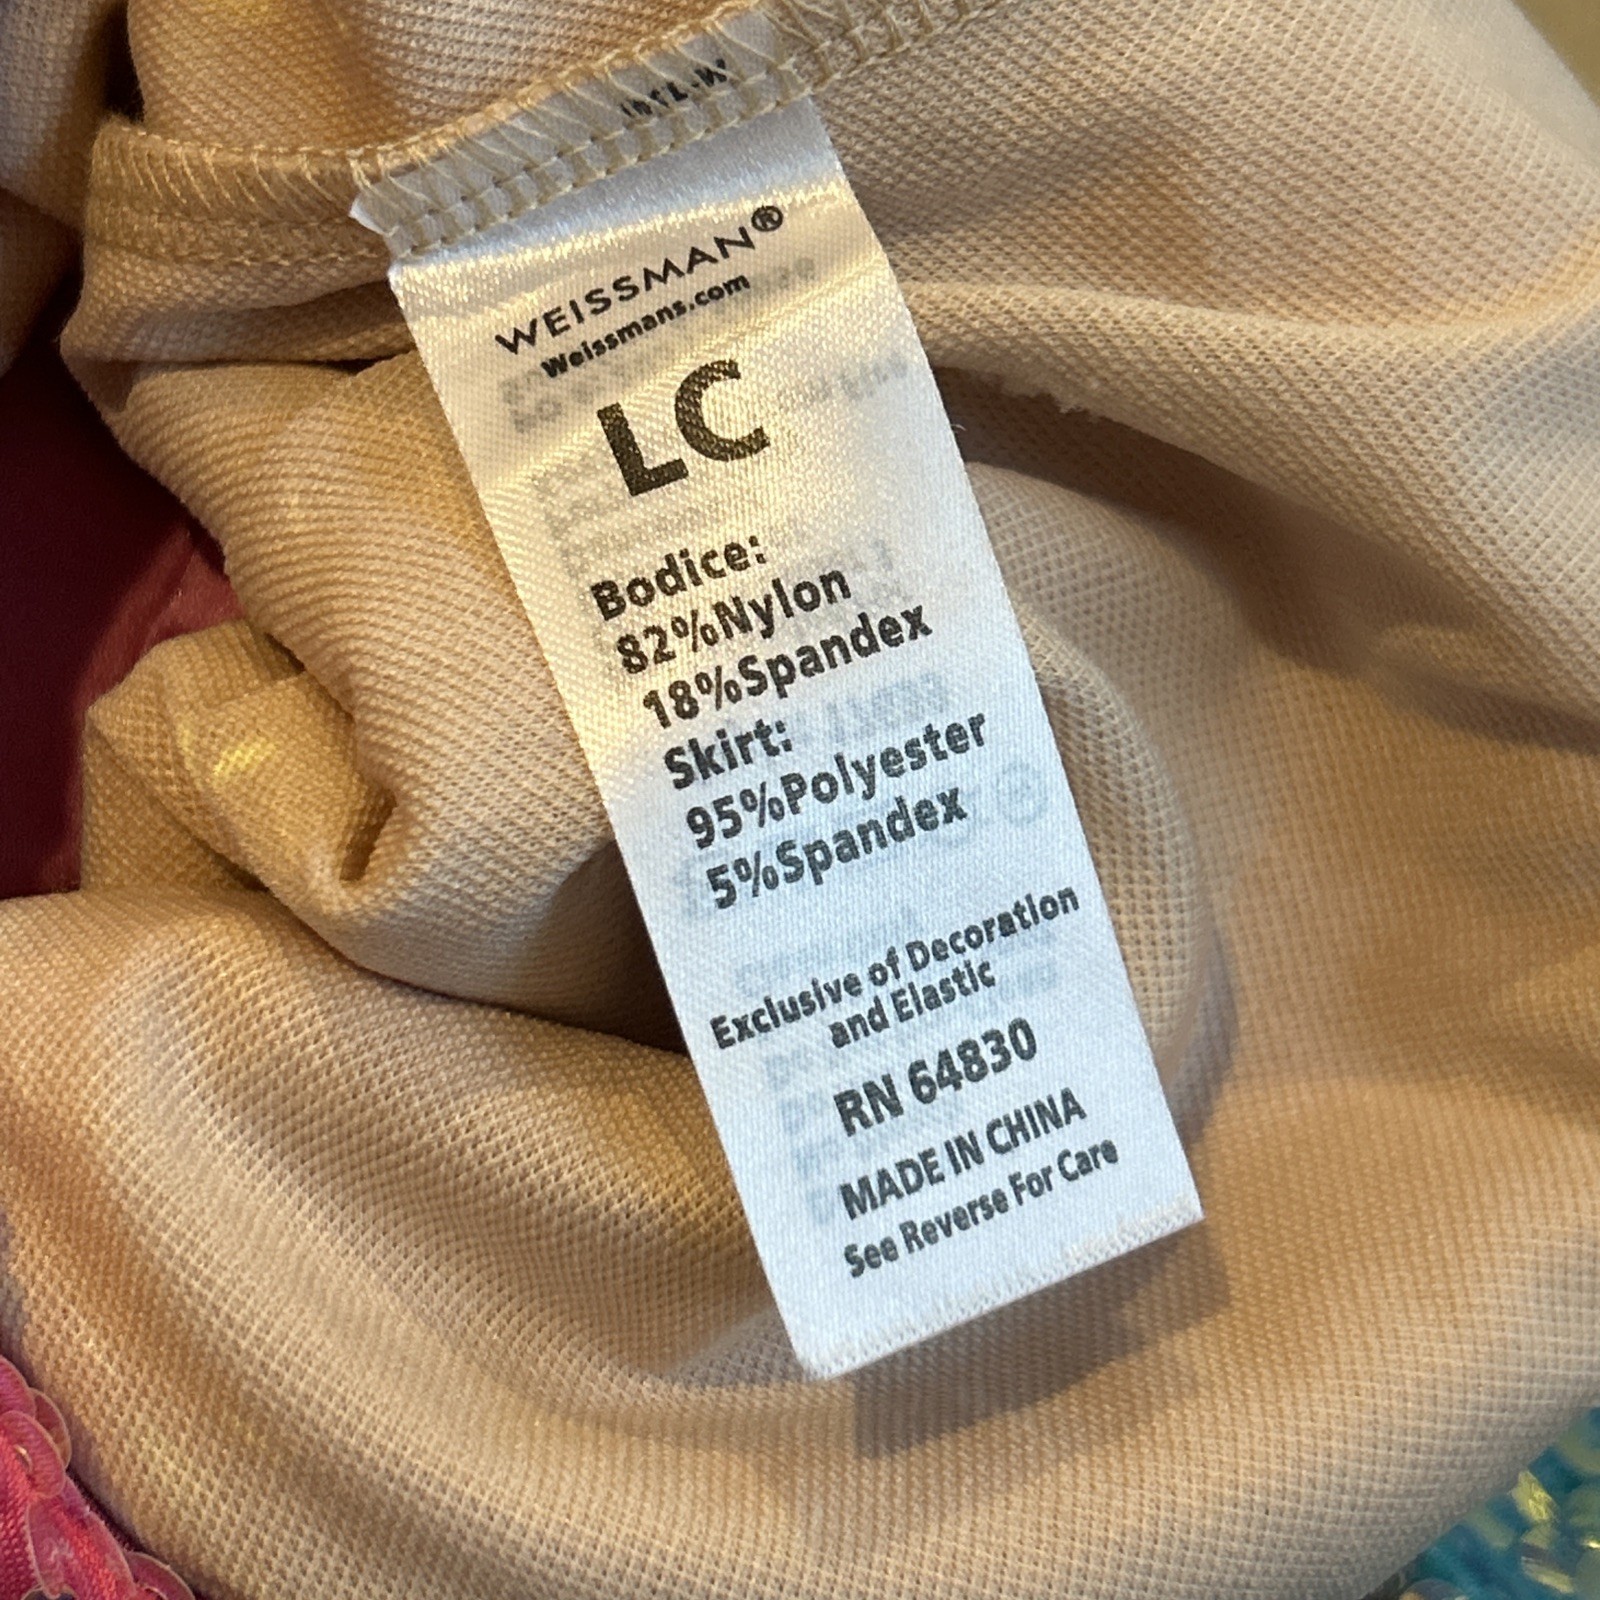 WEISSMAN®
Weissmans.com
LC
Bodice:
82%Nylon
18%Spandex
Skirt:
95%Polyester
5%Spandex
Exclusive of Decoration
and Elastic
RN 64830
MADE IN CHINA
See Reverse For Care